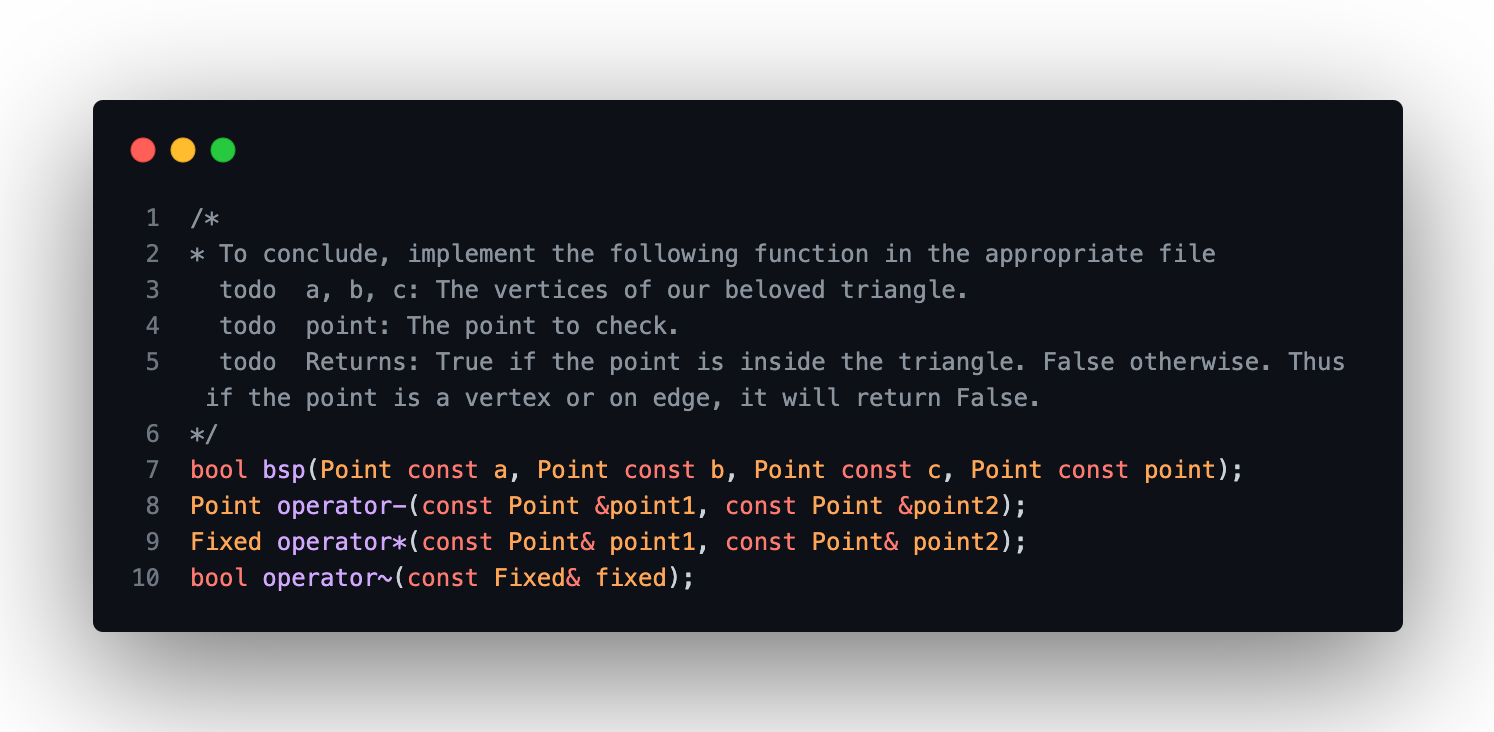 1 /*
2 * To conclude, implement the following function in the appropriate file
3 todo  a, b, c: The vertices of our beloved triangle.
4 todo  point: The point to check.
5 todo  Returns: True if the point is inside the triangle. False otherwise. Thus
if the point is a vertex or on edge, it will return False.
6 */
7 bool bsp(Point const a, Point const b, Point const c, Point const point);
8 Point operator-(const Point &point1, const Point &point2);
9 Fixed operator*(const Point& point1, const Point& point2);
10 bool operator~(const Fixed& fixed);